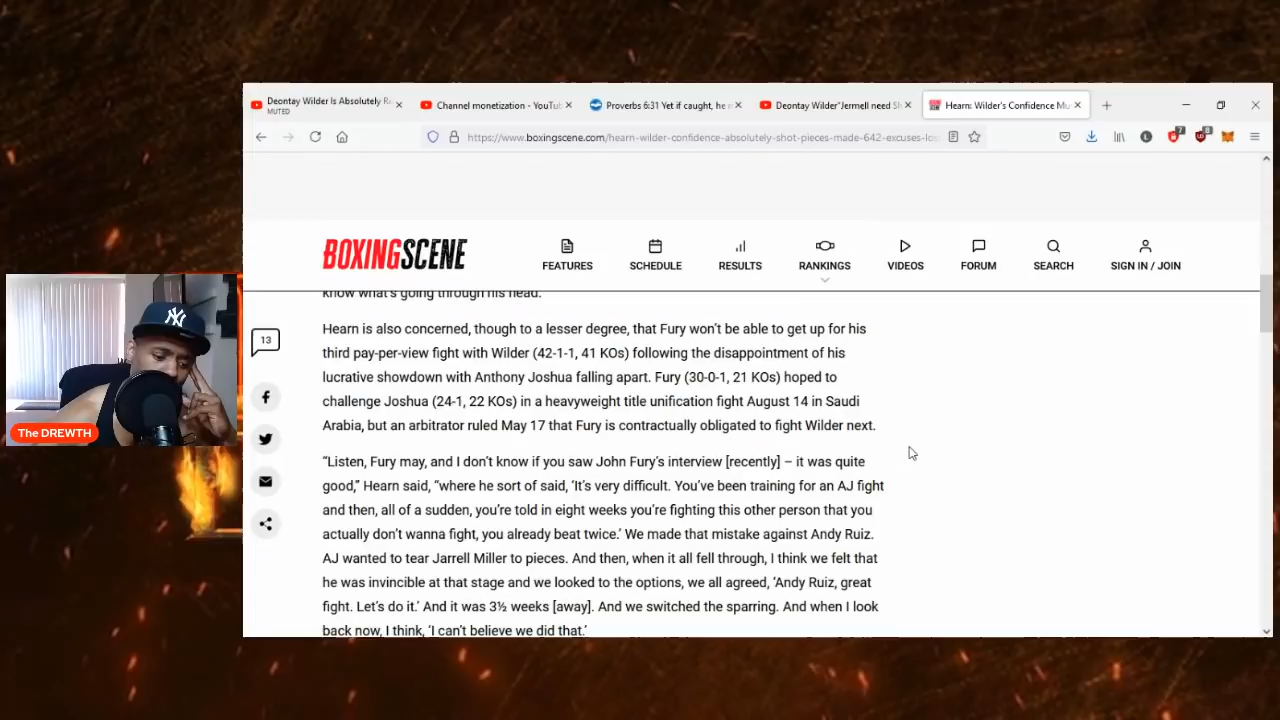 Deontay Wilder Is Absolutely R
MUTED
Channel monetization - YouTu
Proverbs 6:31 Yet if caught, he
Deontay Wilder"Jermell need
Hearn: Wilder's Confidence
https://www.boxingscene.com/hearn-wilder-confidence-absolutely-shot-pieces-made-642-excuses-los
BOXINGSCENE
FEATURES
SCHEDULE
RESULTS
RANKINGS
VIDEOS
FORUM
SEARCH
SIGN IN / JOIN
know what's going through his head.
13
Hearn is also concerned, though to a lesser degree, that Fury won't be able to get up for his
third pay-per-view fight with Wilder (42-1-1, 41 KOs) following the disappointment of his
lucrative showdown with Anthony Joshua falling apart. Fury (30-0-1, 21 KOs) hoped to
challenge Joshua (24-1, 22 KOs) in a heavyweight title unification fight August 14 in Saudi
Arabia, but an arbitrator ruled May 17 that Fury is contractually obligated to fight Wilder next.
"Listen, Fury may, and I don't know if you saw John Fury's interview [recently] – it was quite
good," Hearn said, "where he sort of said, 'It's very difficult. You've been training for an AJ fight
and then, all of a sudden, you're told in eight weeks you're fighting this other person that you
actually don't wanna fight, you already beat twice.' We made that mistake against Andy Ruiz.
AJ wanted to tear Jarrell Miller to pieces. And then, when it all fell through, I think we felt that
he was invincible at that stage and we looked to the options, we all agreed, 'Andy Ruiz, great
fight. Let's do it.' And it was 3½ weeks [away]. And we switched the sparring. And when I look
back now, I think, 'I can't believe we did that.'
The DREWTH